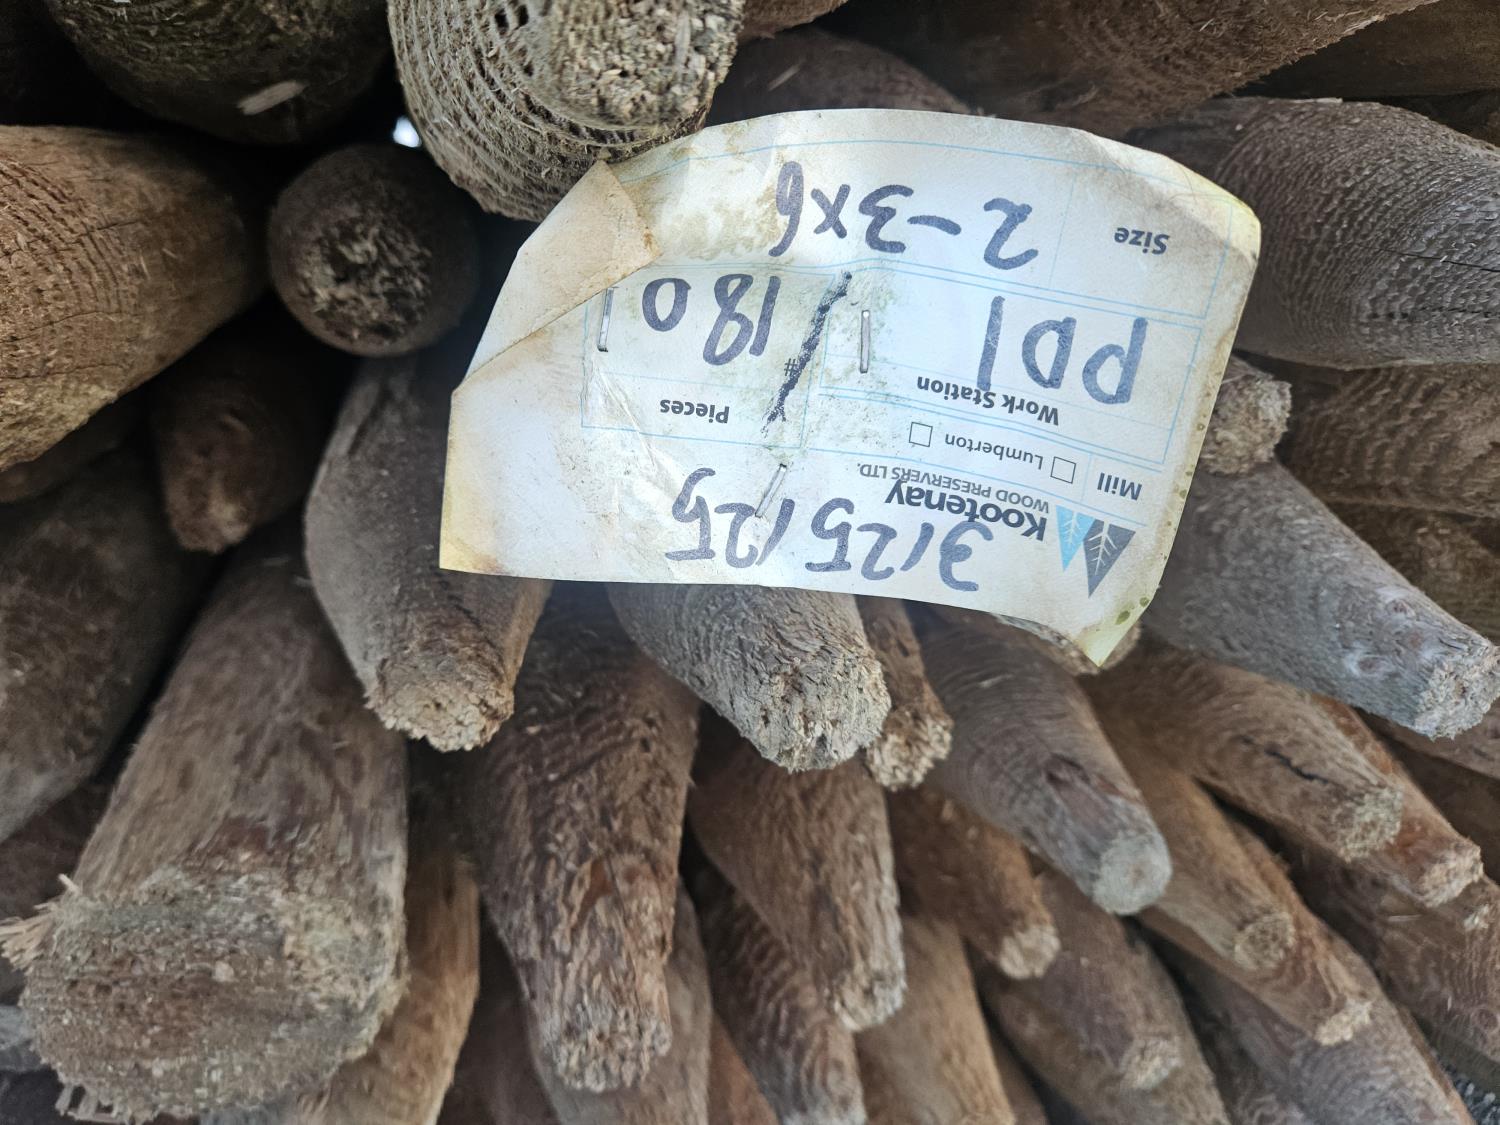 3/25/25
Kootenay
WOOD PRESERVERS LTD.
Mill ☐ Lumberton ☐
Work Station
PD1
Pieces
# 180
Size 2-3x6